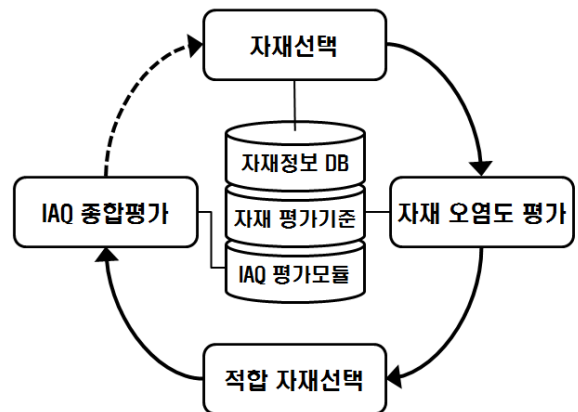 자재선택
자재정보 DB
IAQ 종합평가
자재 평가기준
자재 오염도 평가
IAQ 평가모듈
적합 자재선택